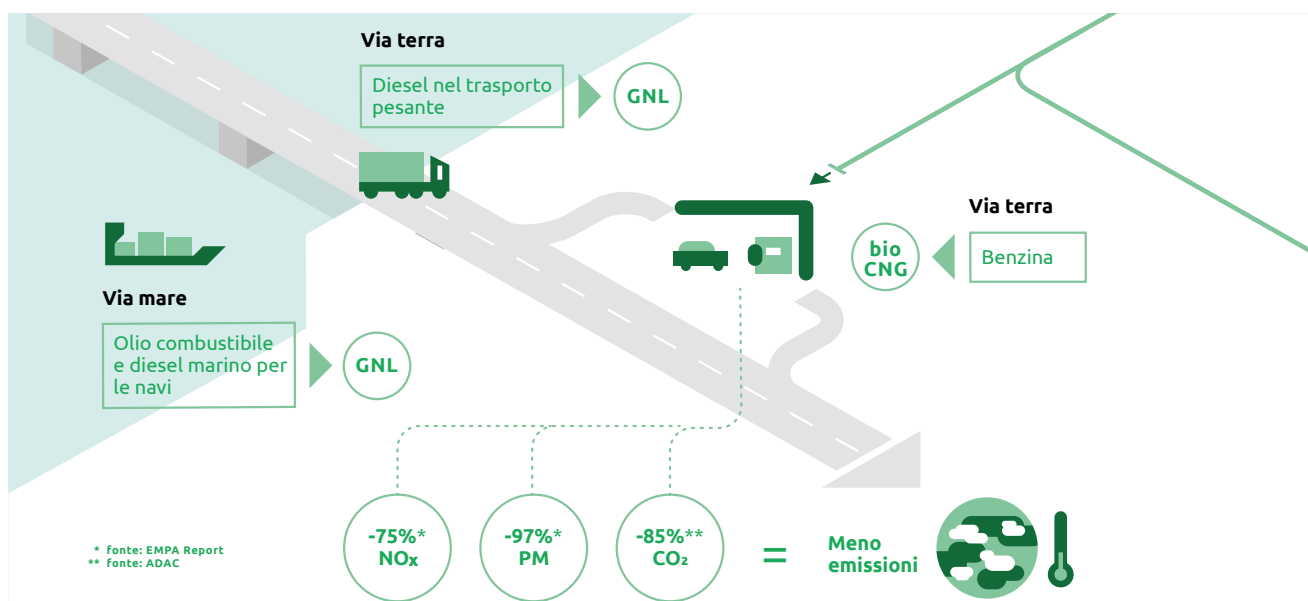 Via terra
Diesel nel trasporto
pesante
GNL
Via terra
bio
CNG
Benzina
Via mare
Olio combustibile
e diesel marino per
le navi
GNL
-75%*
NOx
-97%*
PM
-85%**
CO₂
=
Meno
emissioni
* fonte: EMPA Report
** fonte: ADAC